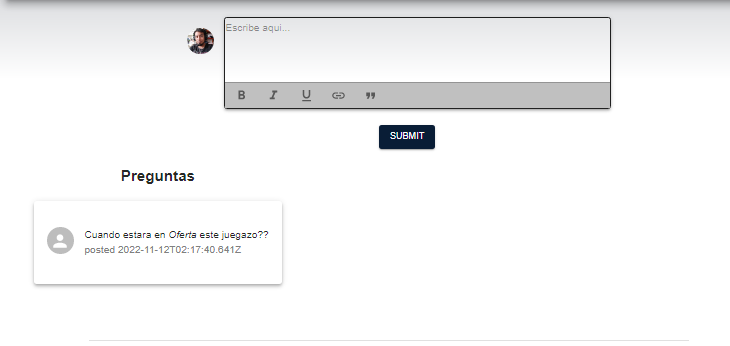 Escribe aqui...
B I U
SUBMIT
Preguntas
Cuando estara en Oferta este juegazo??
posted 2022-11-12T02:17:40.641Z